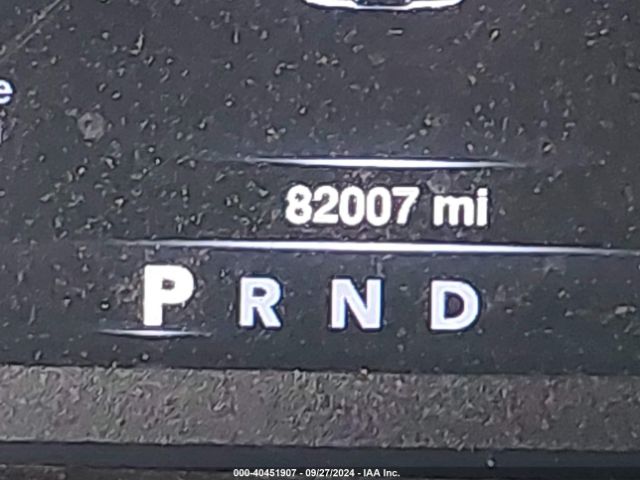 e
82007 mi
P R N D
000-40451907 - 09/27/2024 - IAA Inc.